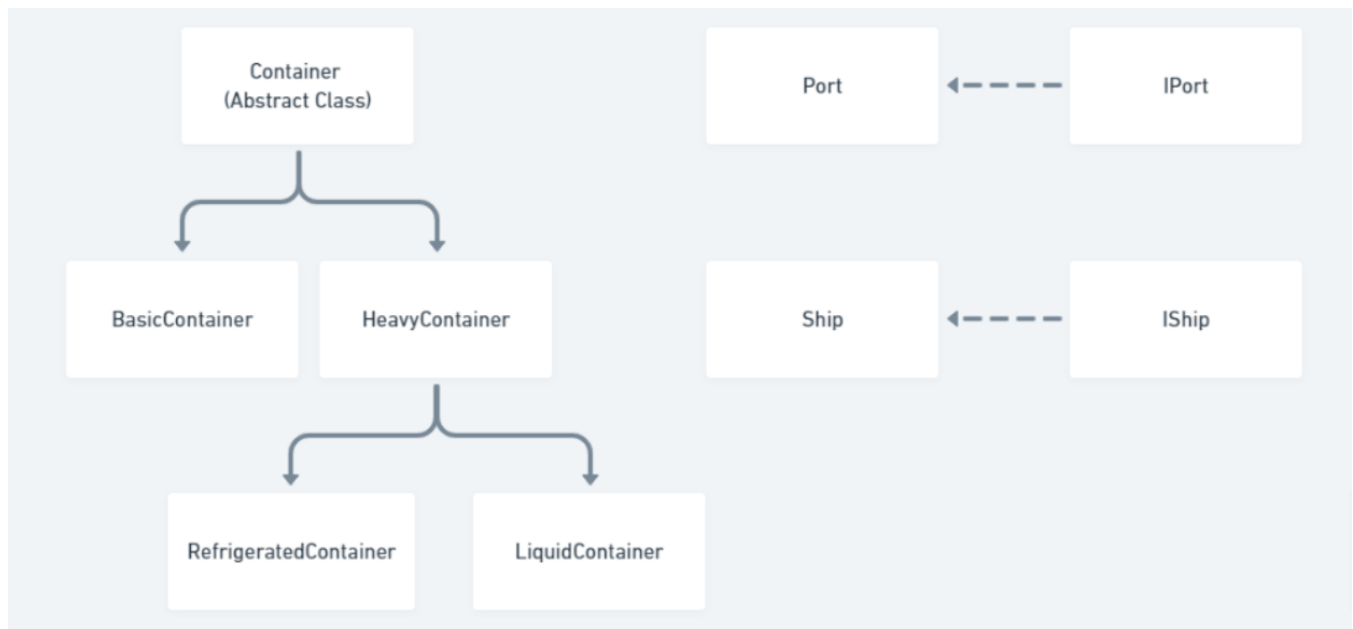 Container
(Abstract Class)
Port
IPort
BasicContainer
HeavyContainer
Ship
IShip
RefrigeratedContainer
LiquidContainer